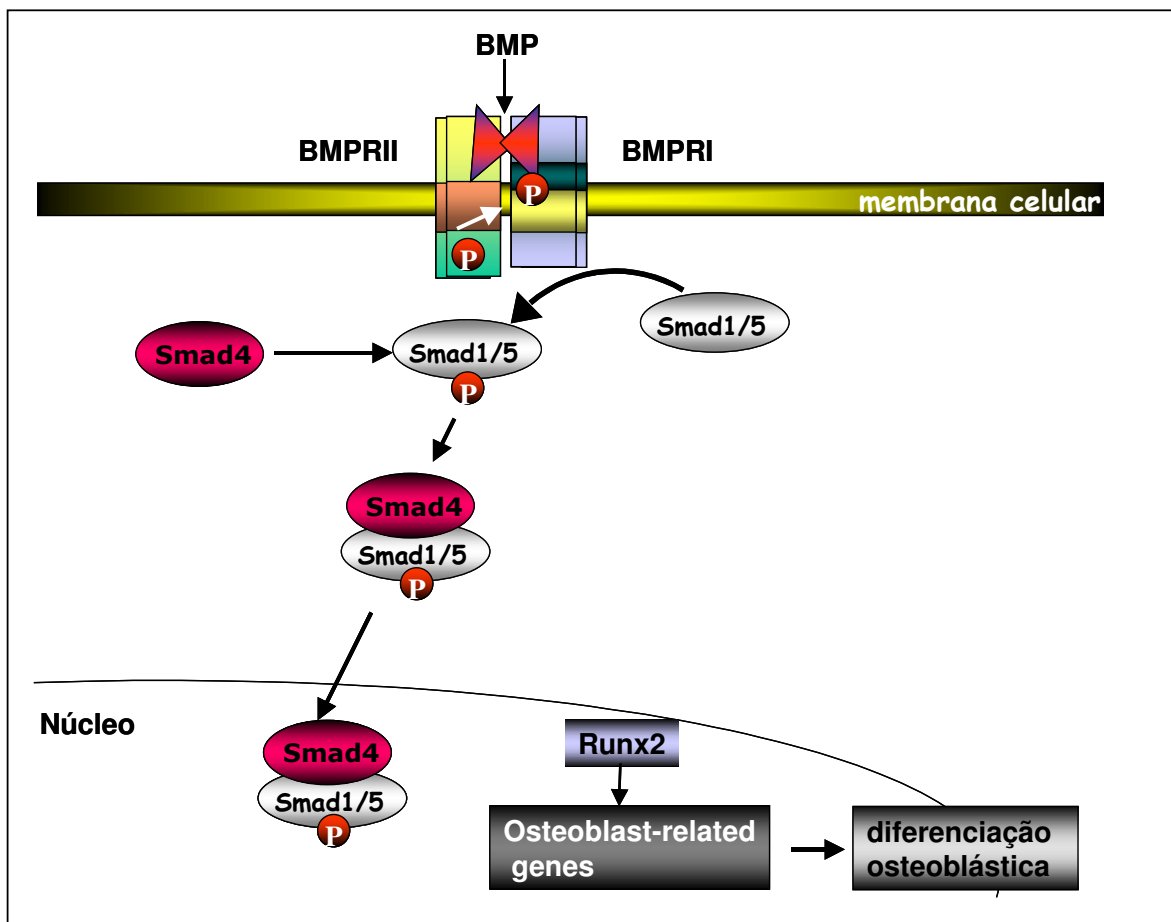 BMP
BMPRII
BMPRI
P
membrana celular
P
Smad1/5
Smad4
Smad1/5
P
Smad4
Smad1/5
P
Núcleo
Smad4
Smad1/5
P
Runx2
Osteoblast-related
genes
diferenciação
osteoblástica